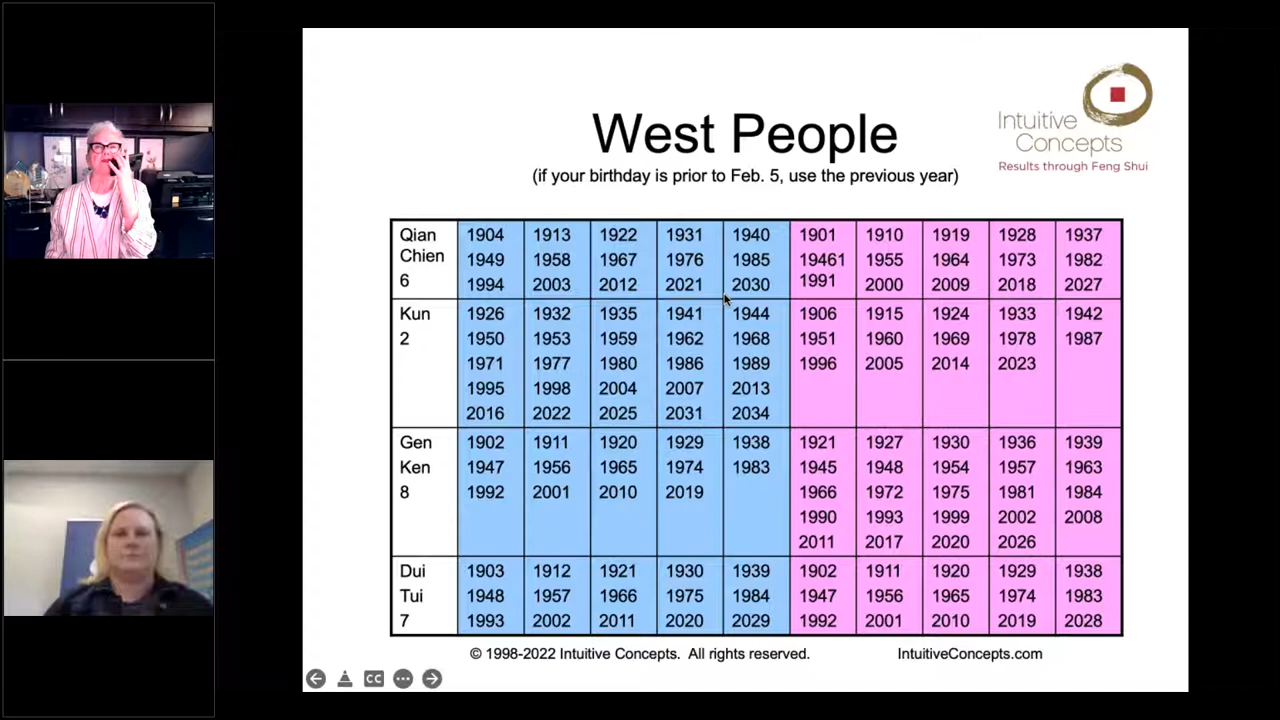 West People
(if your birthday is prior to Feb. 5, use the previous year)
Intuitive
Concepts
Results through Feng Shui
Qian 1904 1913 1922 1931 1940 1901 1910 1919 1928 1937
Chien 1949 1958 1967 1976 1985 19461 1955 1964 1973 1982
6 1994 2003 2012 2021 2030 1991 2000 2009 2018 2027
Kun 1926 1932 1935 1941 1944 1906 1915 1924 1933 1942
2 1950 1953 1959 1962 1968 1951 1960 1969 1978 1987
1971 1977 1980 1986 1989 1996 2005 2014 2023
1995 1998 2004 2007 2013
2016 2022 2025 2031 2034
Gen 1902 1911 1920 1929 1938 1921 1927 1930 1936 1939
Ken 1947 1956 1965 1974 1983 1945 1948 1954 1957 1963
8 1992 2001 2010 2019 1966 1972 1975 1981 1984
1990 1993 1999 2002 2008
2011 2017 2020 2026
Dui 1903 1912 1921 1930 1939 1902 1911 1920 1929 1938
Tui 1948 1957 1966 1975 1984 1947 1956 1965 1974 1983
7 1993 2002 2011 2020 2029 1992 2001 2010 2019 2028
© 1998-2022 Intuitive Concepts. All rights reserved. IntuitiveConcepts.com
CC